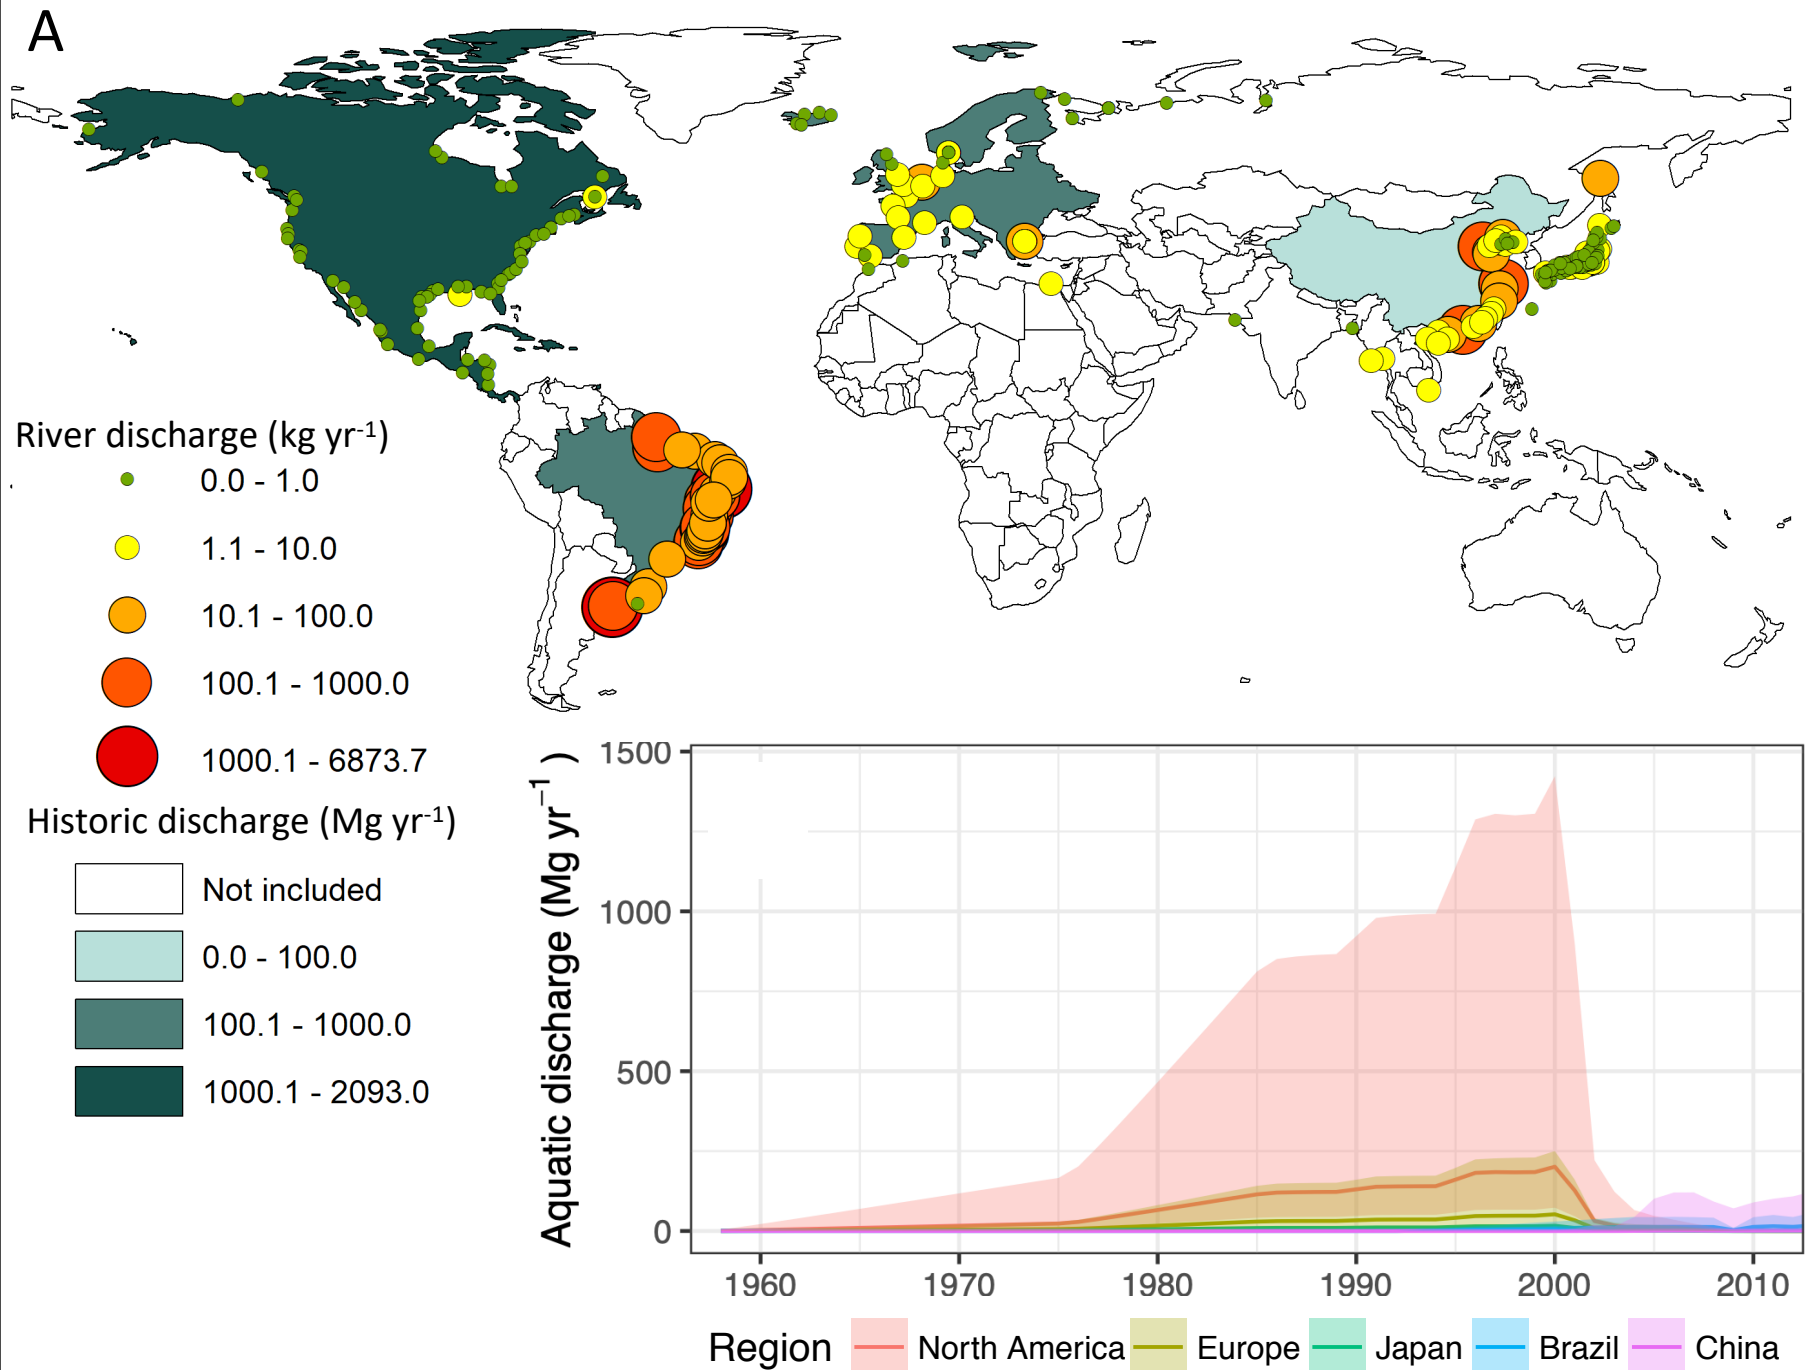 A
River discharge (kg yr-1)
0.0 - 1.0
1.1 - 10.0
10.1 - 100.0
100.1 - 1000.0
1000.1 - 6873.7
Historic discharge (Mg yr-1)
Not included
0.0 - 100.0
100.1 - 1000.0
1000.1 - 2093.0
Aquatic discharge (Mg yr−1)
1500
1000
500
0
1960 1970 1980 1990 2000 2010
Region North America Europe Japan Brazil China